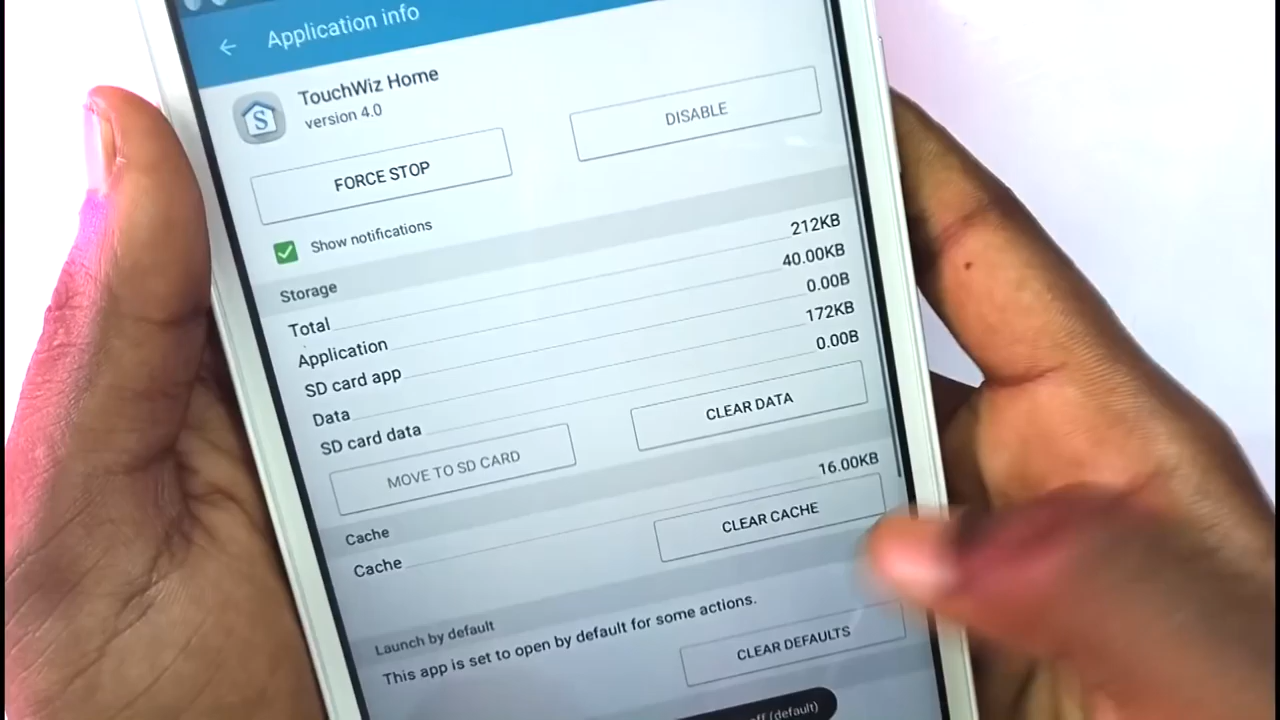 Application info
TouchWiz Home
version 4.0
FORCE STOP
DISABLE
Show notifications
Storage
Total 212KB
Application 40.00KB
SD card app 0.00B
Data 172KB
SD card data 0.00B
MOVE TO SD CARD
CLEAR DATA
Cache
Cache 16.00KB
CLEAR CACHE
Launch by default
This app is set to open by default for some actions.
CLEAR DEFAULTS
(default)